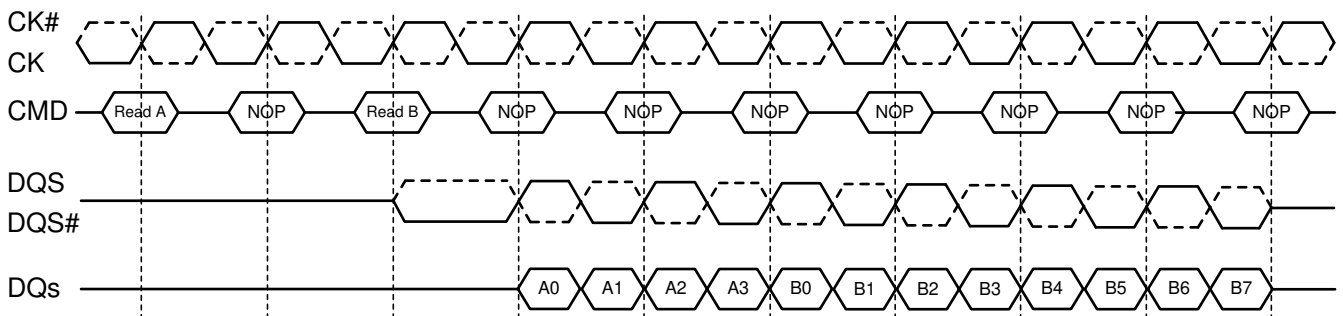 CK#
CK
CMD Read A NOP Read B NOP NOP NOP NOP NOP NOP NOP
DQS
DQS#
DQs A0 A1 A2 A3 B0 B1 B2 B3 B4 B5 B6 B7